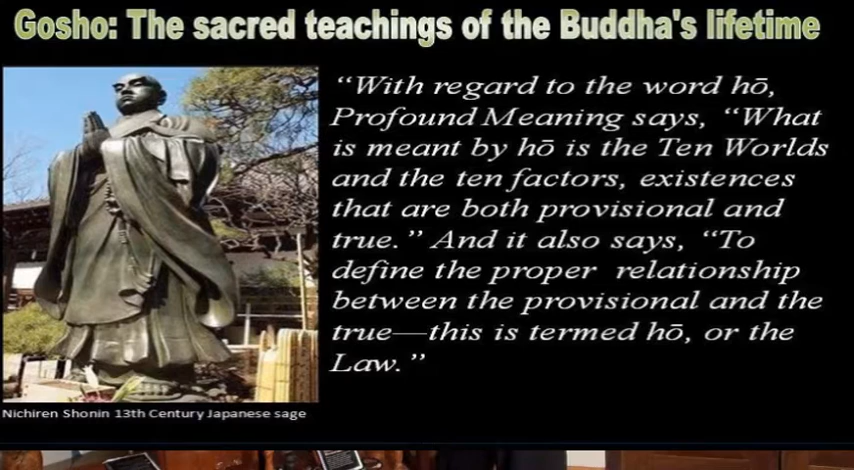 Gosho: The sacred teachings of the Buddha's lifetime
“With regard to the word hō,
Profound Meaning says, “What
is meant by hō is the Ten Worlds
and the ten factors, existences
that are both provisional and
true.” And it also says, “To
define the proper relationship
between the provisional and the
true—this is termed hō, or the
Law.”
Nichiren Shonin 13th Century Japanese sage